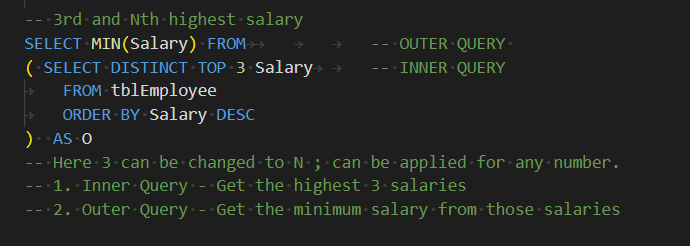 -- 3rd and Nth highest salary
SELECT MIN(Salary) FROM -- OUTER QUERY
( SELECT DISTINCT TOP 3 Salary -- INNER QUERY
FROM tblEmployee
ORDER BY Salary DESC
) AS O
-- Here 3 can be changed to N ; can be applied for any number.
-- 1. Inner Query - Get the highest 3 salaries
-- 2. Outer Query - Get the minimum salary from those salaries